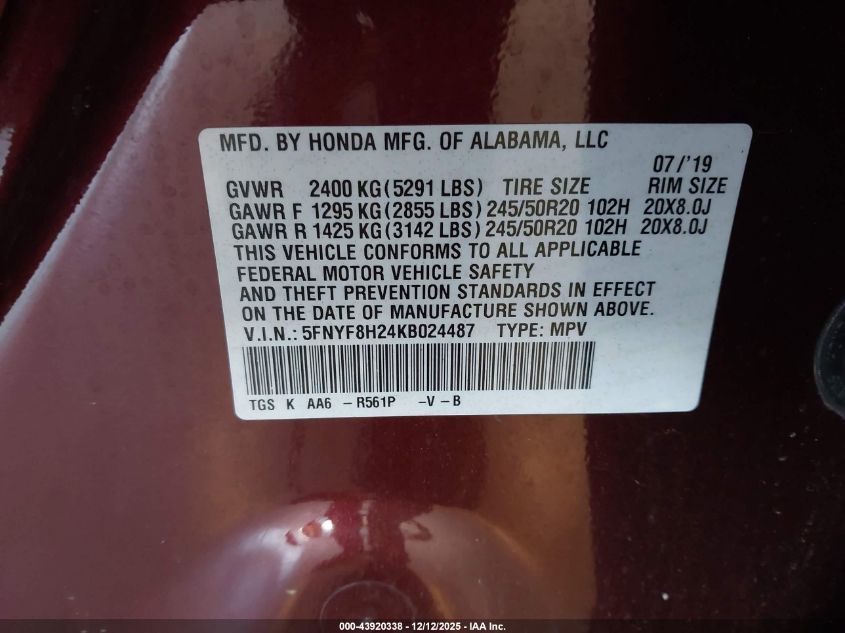 MFD. BY HONDA MFG. OF ALABAMA, LLC
07/'19
GVWR 2400 KG(5291 LBS) TIRE SIZE RIM SIZE
GAWR F 1295 KG(2855 LBS) 245/50R20 102H 20X8.0J
GAWR R 1425 KG(3142 LBS) 245/50R20 102H 20X8.0J
THIS VEHICLE CONFORMS TO ALL APPLICABLE
FEDERAL MOTOR VEHICLE SAFETY
AND THEFT PREVENTION STANDARDS IN EFFECT
ON THE DATE OF MANUFACTURE SHOWN ABOVE.
V.I.N.: 5FNYF8H24KB024487 TYPE: MPV
TGS K AA6 -R561P -V-B
000-43920338 - 12/12/2025 - IAA Inc.